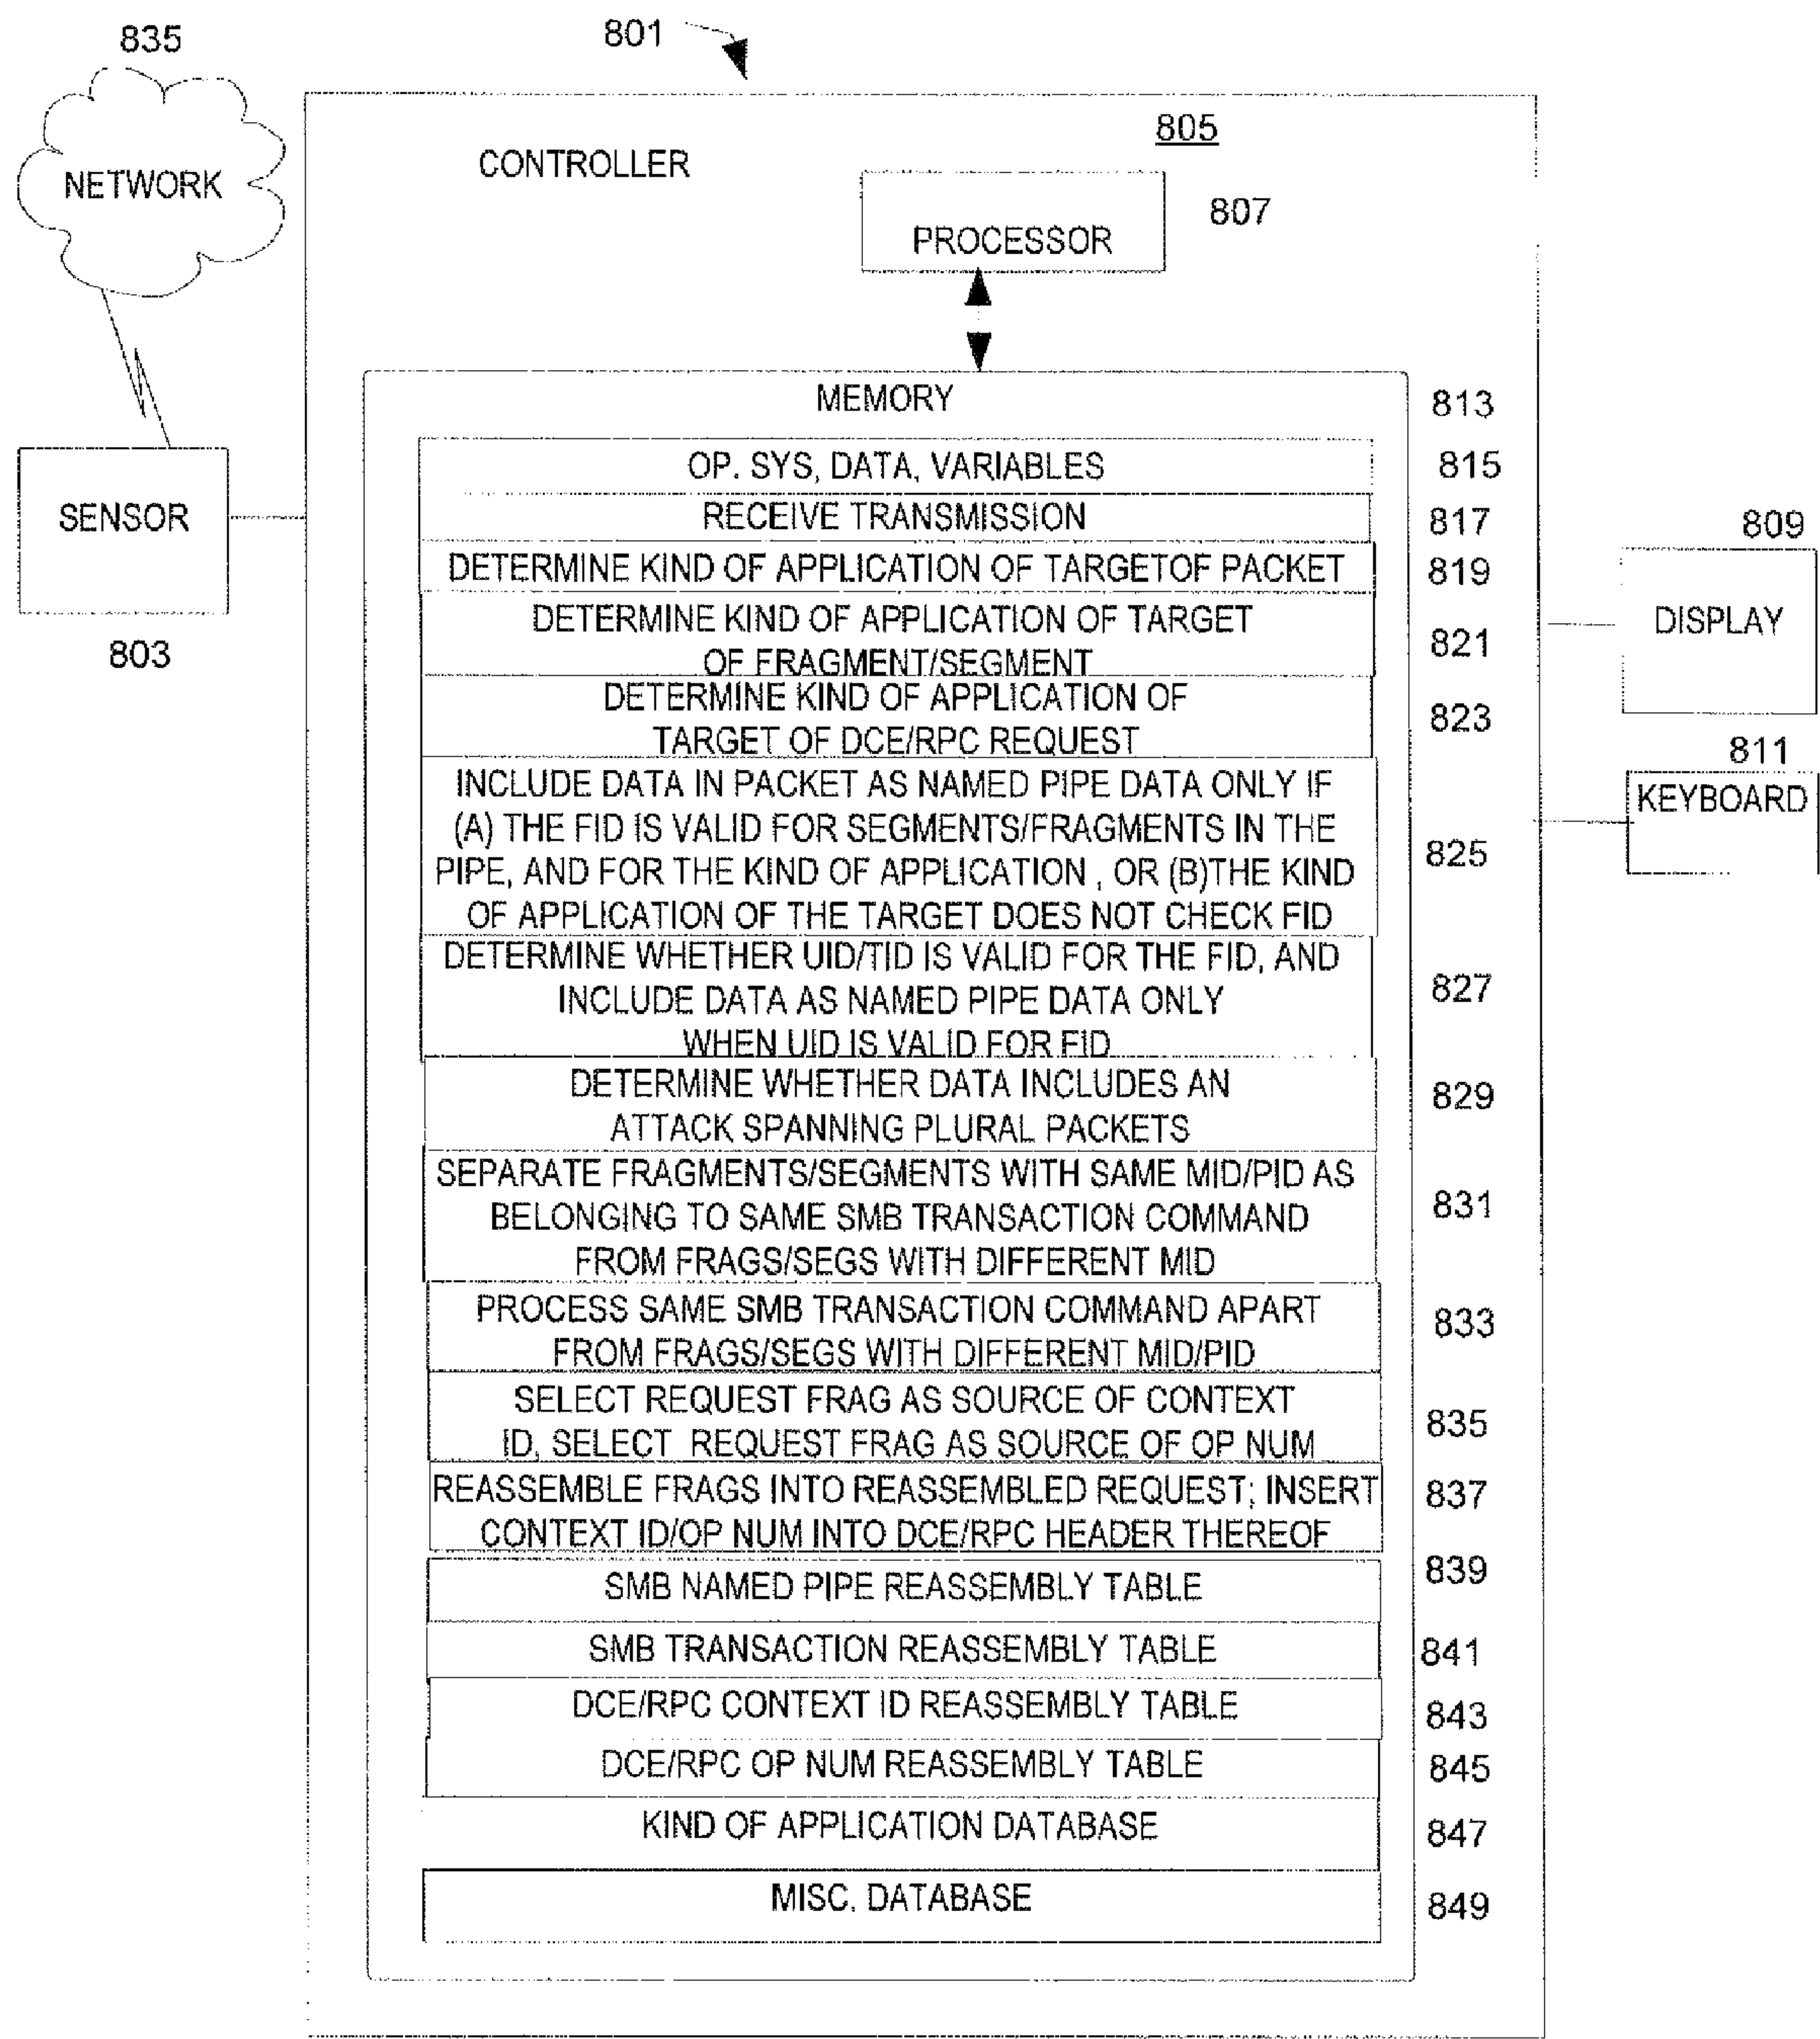 835
801
NETWORK
CONTROLLER
805
PROCESSOR
807
SENSOR
803
MEMORY
813
OP. SYS, DATA, VARIABLES
815
RECEIVE TRANSMISSION
817
DETERMINE KIND OF APPLICATION OF TARGETOF PACKET
819
DETERMINE KIND OF APPLICATION OF TARGET
OF FRAGMENT/SEGMENT
821
DETERMINE KIND OF APPLICATION OF
TARGET OF DCE/RPC REQUEST
823
INCLUDE DATA IN PACKET AS NAMED PIPE DATA ONLY IF
(A) THE FID IS VALID FOR SEGMENTS/FRAGMENTS IN THE
PIPE, AND FOR THE KIND OF APPLICATION , OR (B)THE KIND
OF APPLICATION OF THE TARGET DOES NOT CHECK FID
825
DETERMINE WHETHER UID/TID IS VALID FOR THE FID, AND
INCLUDE DATA AS NAMED PIPE DATA ONLY
WHEN UID IS VALID FOR FID
827
DETERMINE WHETHER DATA INCLUDES AN
ATTACK SPANNING PLURAL PACKETS
829
SEPARATE FRAGMENTS/SEGMENTS WITH SAME MID/PID AS
BELONGING TO SAME SMB TRANSACTION COMMAND
FROM FRAGS/SEGS WITH DIFFERENT MID
831
PROCESS SAME SMB TRANSACTION COMMAND APART
FROM FRAGS/SEGS WITH DIFFERENT MID/PID
833
SELECT REQUEST FRAG AS SOURCE OF CONTEXT
ID, SELECT REQUEST FRAG AS SOURCE OF OP NUM
835
REASSEMBLE FRAGS INTO REASSEMBLED REQUEST; INSERT
CONTEXT ID/OP NUM INTO DCE/RPC HEADER THEREOF
837
SMB NAMED PIPE REASSEMBLY TABLE
839
SMB TRANSACTION REASSEMBLY TABLE
841
DCE/RPC CONTEXT ID REASSEMBLY TABLE
843
DCE/RPC OP NUM REASSEMBLY TABLE
845
KIND OF APPLICATION DATABASE
847
MISC. DATABASE
849
809
DISPLAY
811
KEYBOARD